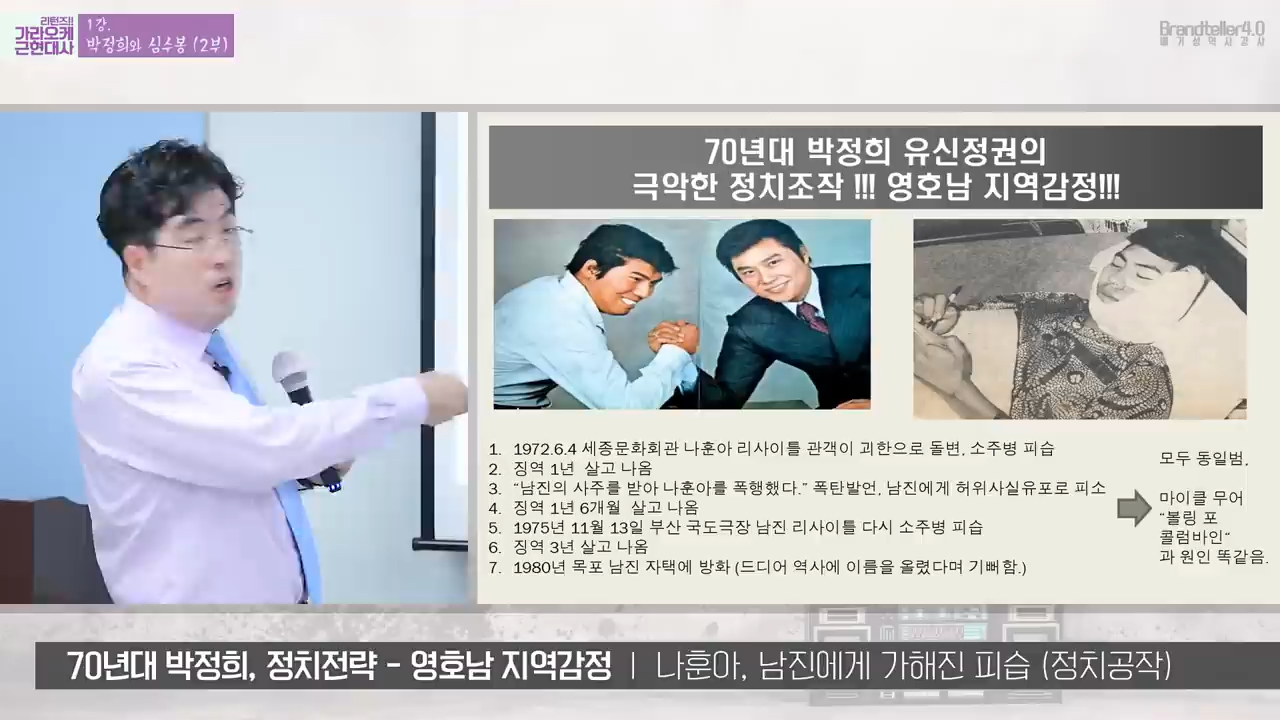 리턴즈!!
가라오케
근현대사
1강.
박정희와 심수봉 (2부)
Brandteller4.0
배기성역사강사
70년대 박정희 유신정권의
극악한 정치조작 !!! 영호남 지역감정!!!
1. 1972.6.4 세종문화회관 나훈아 리사이틀 관객이 괴한으로 돌변, 소주병 피습
2. 징역 1년 살고 나옴
3. “남진의 사주를 받아 나훈아를 폭행했다.” 폭탄발언, 남진에게 허위사실유포로 피소
4. 징역 1년 6개월 살고 나옴
5. 1975년 11월 13일 부산 국도극장 남진 리사이틀 다시 소주병 피습
6. 징역 3년 살고 나옴
7. 1980년 목포 남진 자택에 방화 (드디어 역사에 이름을 올렸다며 기뻐함.)
모두 동일범,
마이클 무어
“볼링 포
콜럼바인“
과 원인 똑같음.
70년대 박정희, 정치전략 - 영호남 지역감정 | 나훈아, 남진에게 가해진 피습 (정치공작)